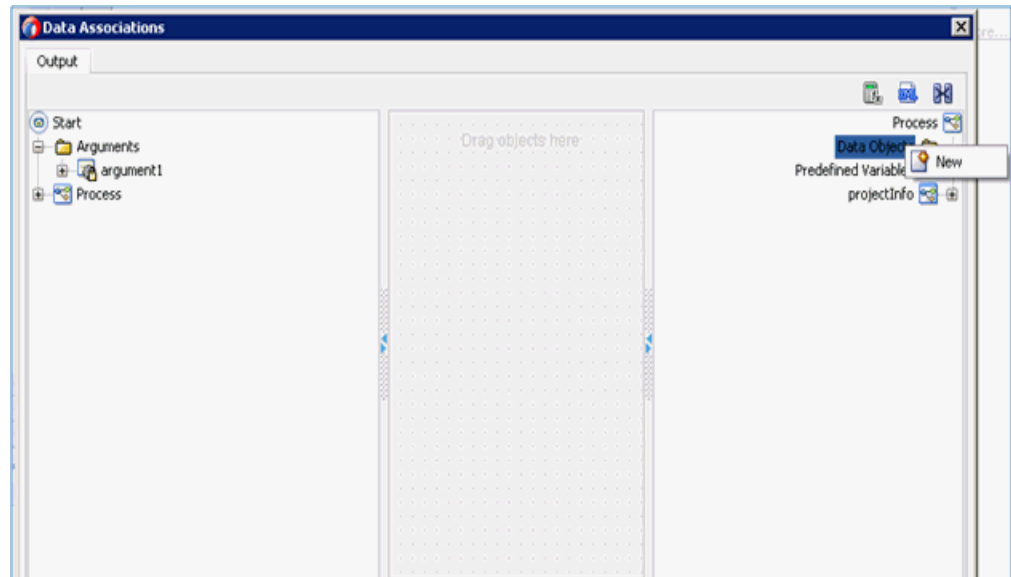 Data Associations
Output
Start
Arguments
argument1
Process
Drag objects here
Process
Data Object
New
Predefined Variable
projectInfo